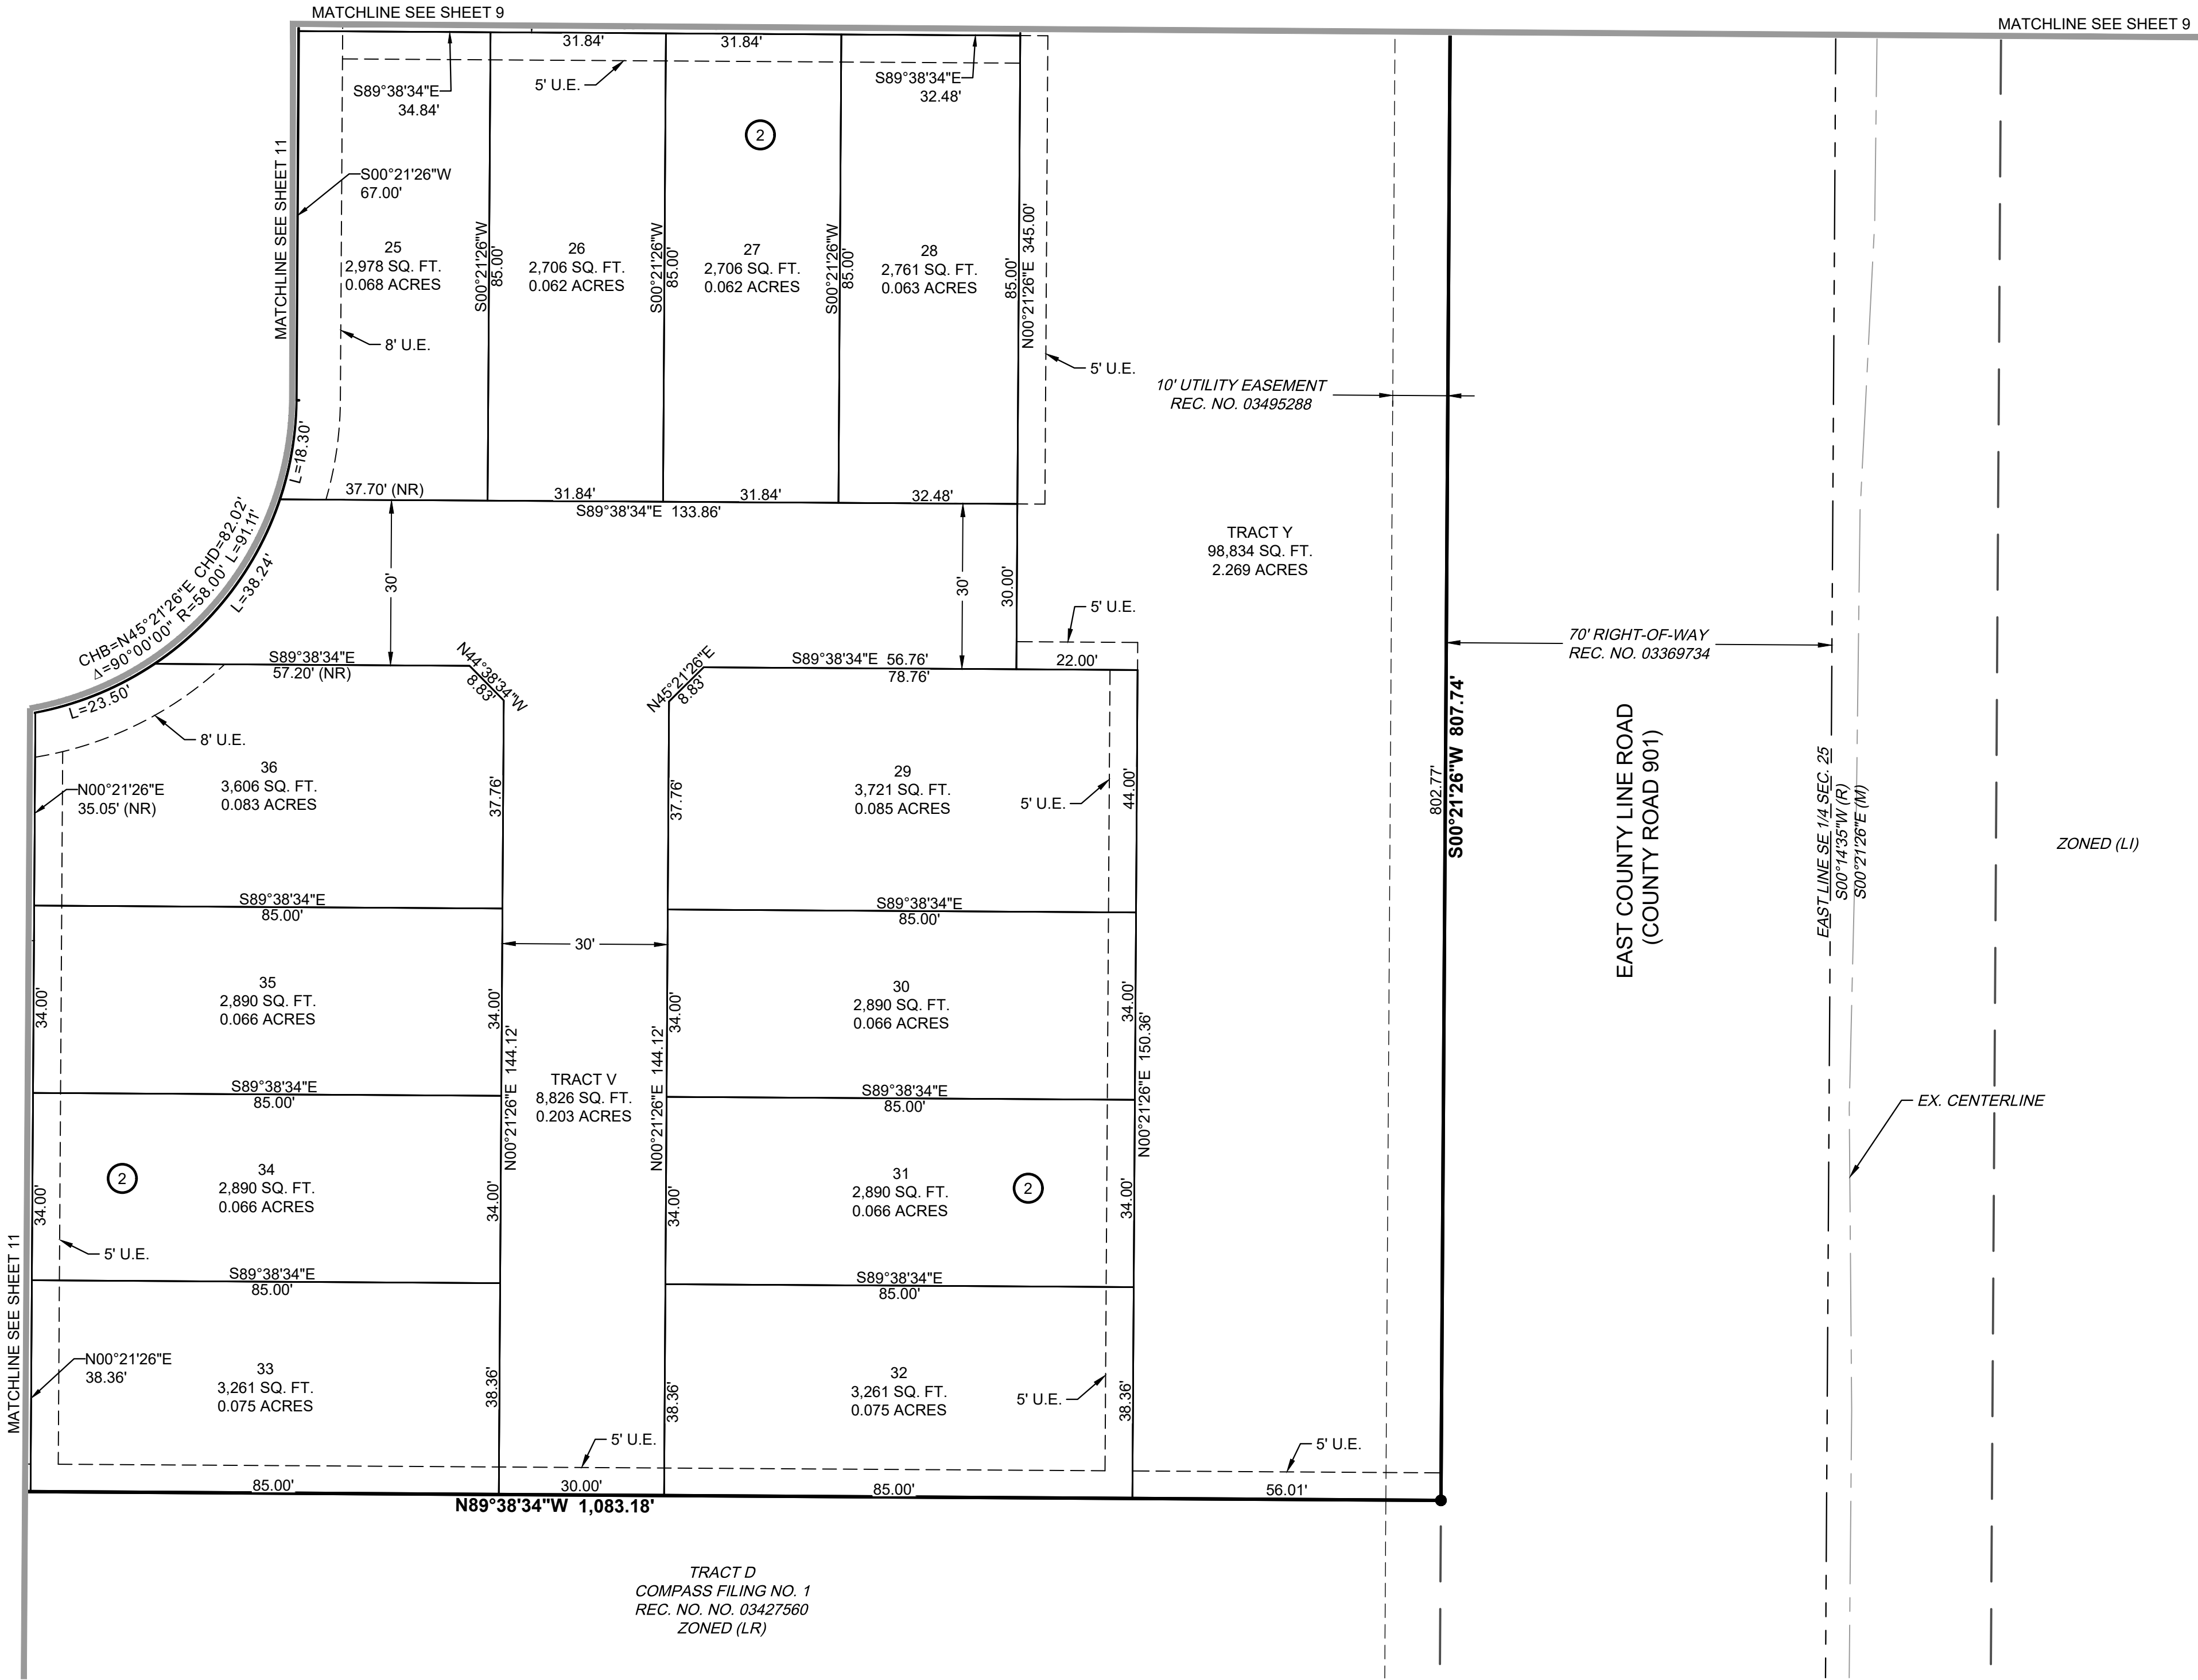 MATCHLINE SEE SHEET 9
MATCHLINE SEE SHEET 9
31.84'
31.84'
5' U.E.
S89°38'34"E
34.84'
S89°38'34"E
32.48'
2
MATCHLINE SEE SHEET 11
S00°21'26"W
67.00'
25
2,978 SQ. FT.
0.068 ACRES
S00°21'26"W
85.00'
26
2,706 SQ. FT.
0.062 ACRES
S00°21'26"W
85.00'
27
2,706 SQ. FT.
0.062 ACRES
S00°21'26"W
85.00'
28
2,761 SQ. FT.
0.063 ACRES
85.00'
N00°21'26"E 345.00'
8' U.E.
5' U.E.
10' UTILITY EASEMENT
REC. NO. 03495288
L=18.30'
37.70' (NR)
31.84'
31.84'
32.48'
S89°38'34"E 133.86'
CHB=N45°21'26"E CHD=82.02'
Δ=90°00'00" R=58.00' L=91.11'
L=38.24'
30'
30'
30.00'
TRACT Y
98,834 SQ. FT.
2.269 ACRES
5' U.E.
70' RIGHT-OF-WAY
REC. NO. 03369734
S89°38'34"E
57.20' (NR)
N44°38'34"W
8.83'
N45°21'26"E
8.83'
S89°38'34"E 56.76'
78.76'
22.00'
L=23.50'
8' U.E.
N00°21'26"E
35.05' (NR)
36
3,606 SQ. FT.
0.083 ACRES
37.76'
37.76'
29
3,721 SQ. FT.
0.085 ACRES
5' U.E.
44.00'
802.77'
S00°21'26"W 807.74'
EAST COUNTY LINE ROAD
(COUNTY ROAD 901)
EAST LINE SE 1/4 SEC. 25
S00°14'35"W (R)
S00°21'26"E (M)
ZONED (LI)
S89°38'34"E
85.00'
S89°38'34"E
85.00'
30'
34.00'
35
2,890 SQ. FT.
0.066 ACRES
34.00'
34.00'
30
2,890 SQ. FT.
0.066 ACRES
34.00'
N00°21'26"E 144.12'
N00°21'26"E 144.12'
N00°21'26"E 150.36'
TRACT V
8,826 SQ. FT.
0.203 ACRES
S89°38'34"E
85.00'
S89°38'34"E
85.00'
EX. CENTERLINE
2
34.00'
34
2,890 SQ. FT.
0.066 ACRES
34.00'
34.00'
31
2,890 SQ. FT.
0.066 ACRES
2
34.00'
5' U.E.
S89°38'34"E
85.00'
S89°38'34"E
85.00'
MATCHLINE SEE SHEET 11
N00°21'26"E
38.36'
33
3,261 SQ. FT.
0.075 ACRES
38.36'
38.36'
32
3,261 SQ. FT.
0.075 ACRES
5' U.E.
38.36'
5' U.E.
5' U.E.
85.00'
30.00'
85.00'
56.01'
N89°38'34"W 1,083.18'
TRACT D
COMPASS FILING NO. 1
REC. NO. NO. 03427560
ZONED (LR)